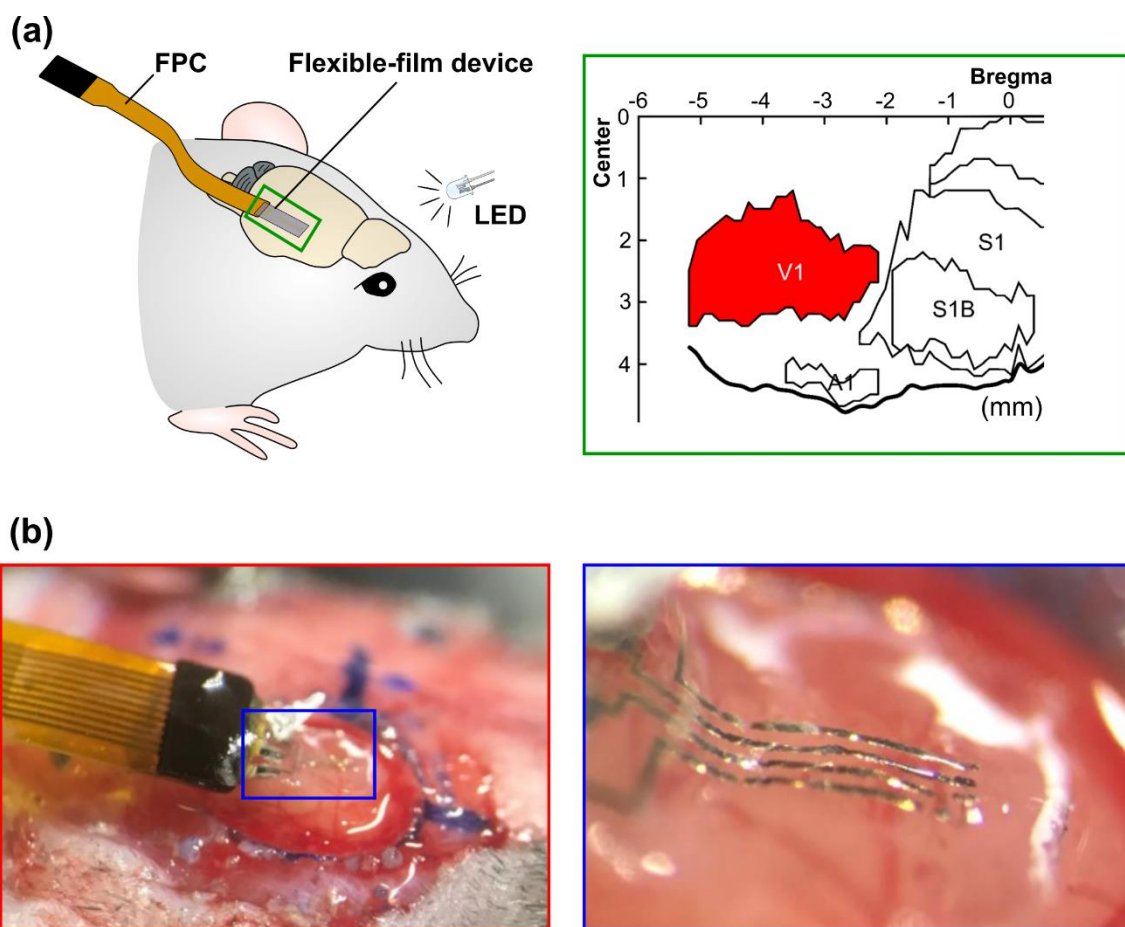 (a)
FPC
Flexible-film device
LED
Bregma
-6 -5 -4 -3 -2 -1 0
Center
0
1
2
3
4
V1
S1
S1B
A1
(mm)
(b)